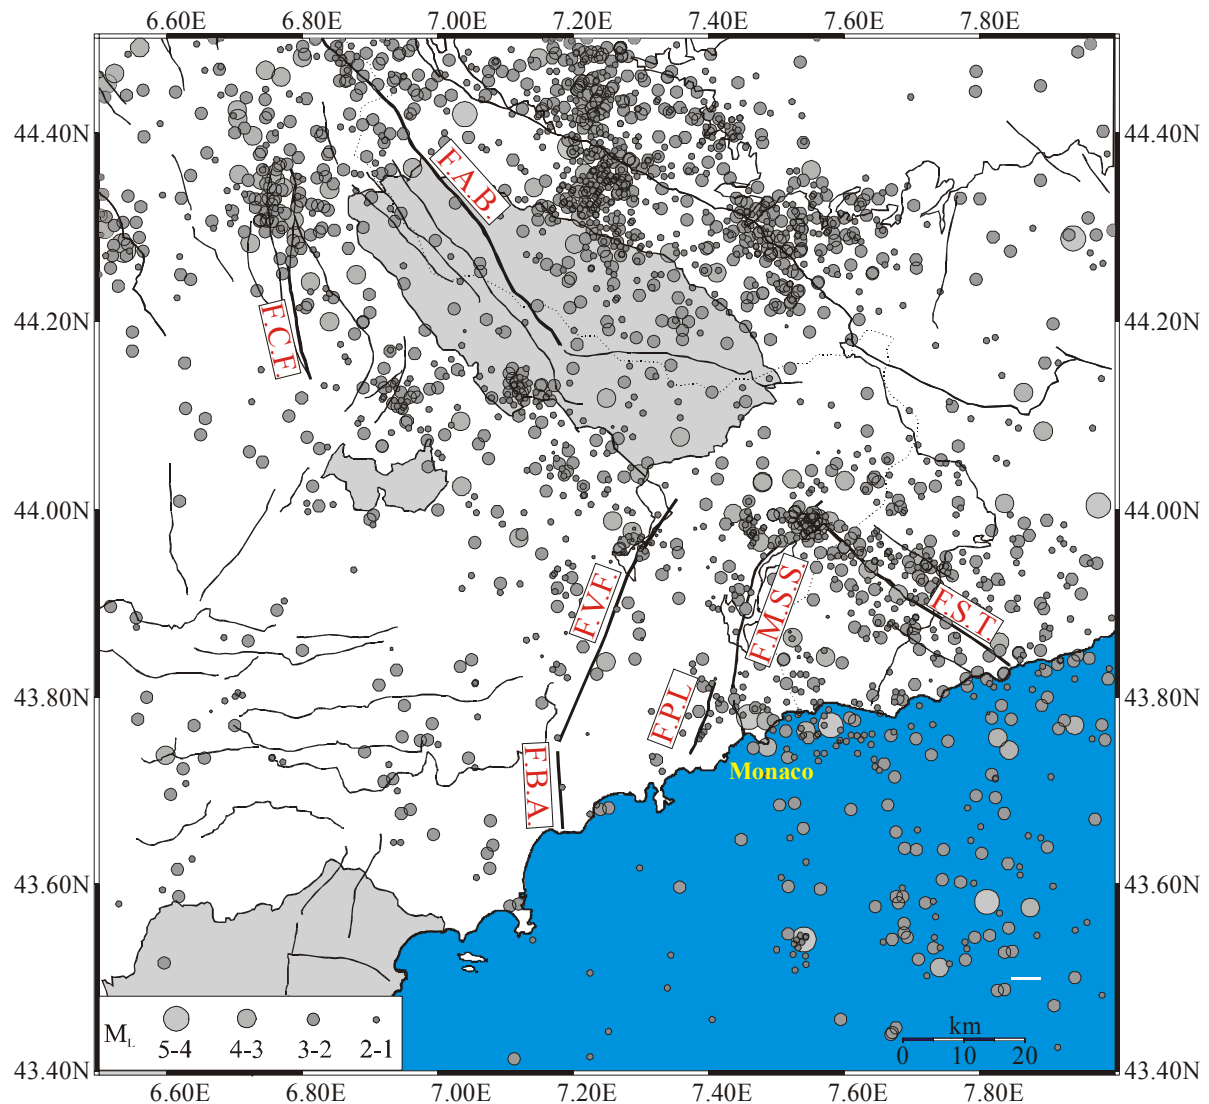 6.60E 6.80E 7.00E 7.20E 7.40E 7.60E 7.80E
44.40N 44.40N
F.A.B.
44.20N 44.20N
F.C.F.
44.00N 44.00N
F.V.F.
F.M.S.S
F.S.T.
43.80N 43.80N
F.P.L
Monaco
F.B.A.
43.60N 43.60N
ML 5-4 4-3 3-2 2-1
km
0 10 20
43.40N 43.40N
6.60E 6.80E 7.00E 7.20E 7.40E 7.60E 7.80E